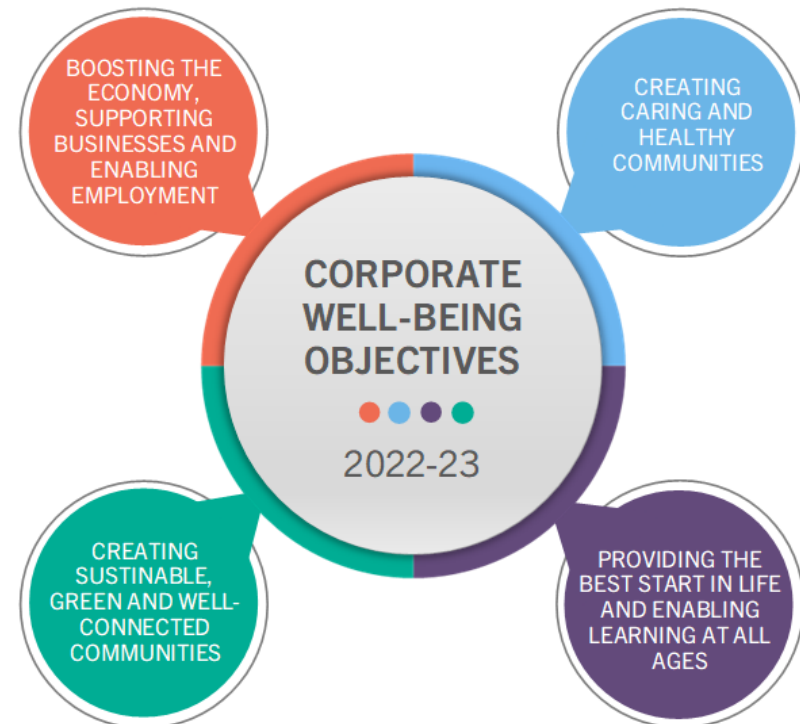 BOOSTING THE
ECONOMY,
SUPPORTING
BUSINESSES AND
ENABLING
EMPLOYMENT
CREATING
CARING AND
HEALTHY
COMMUNITIES
CORPORATE
WELL-BEING
OBJECTIVES
2022-23
CREATING
SUSTINABLE,
GREEN AND WELL-
CONNECTED
COMMUNITIES
PROVIDING THE
BEST START IN LIFE
AND ENABLING
LEARNING AT ALL
AGES